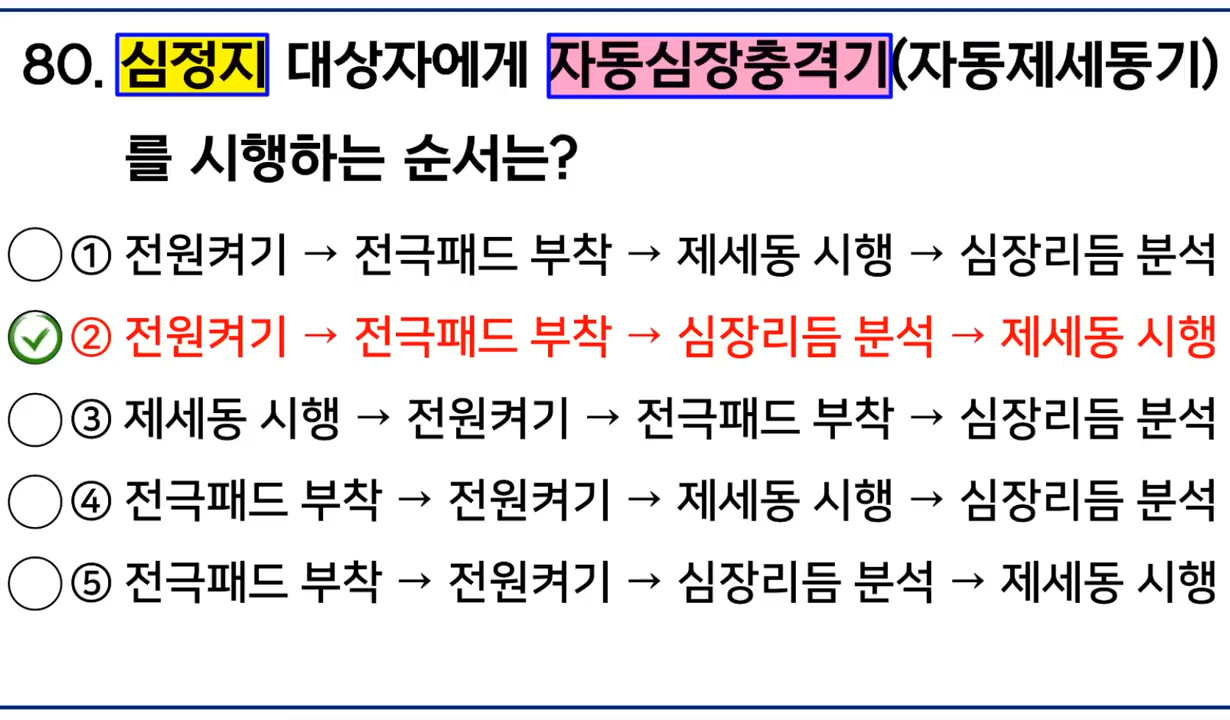 80. 심정지 대상자에게 자동심장충격기(자동제세동기)
를 시행하는 순서는?
① 전원켜기 → 전극패드 부착 → 제세동 시행 → 심장리듬 분석
② 전원켜기 → 전극패드 부착 → 심장리듬 분석 → 제세동 시행
③ 제세동 시행 → 전원켜기 → 전극패드 부착 → 심장리듬 분석
④ 전극패드 부착 → 전원켜기 → 제세동 시행 → 심장리듬 분석
⑤ 전극패드 부착 → 전원켜기 → 심장리듬 분석 → 제세동 시행